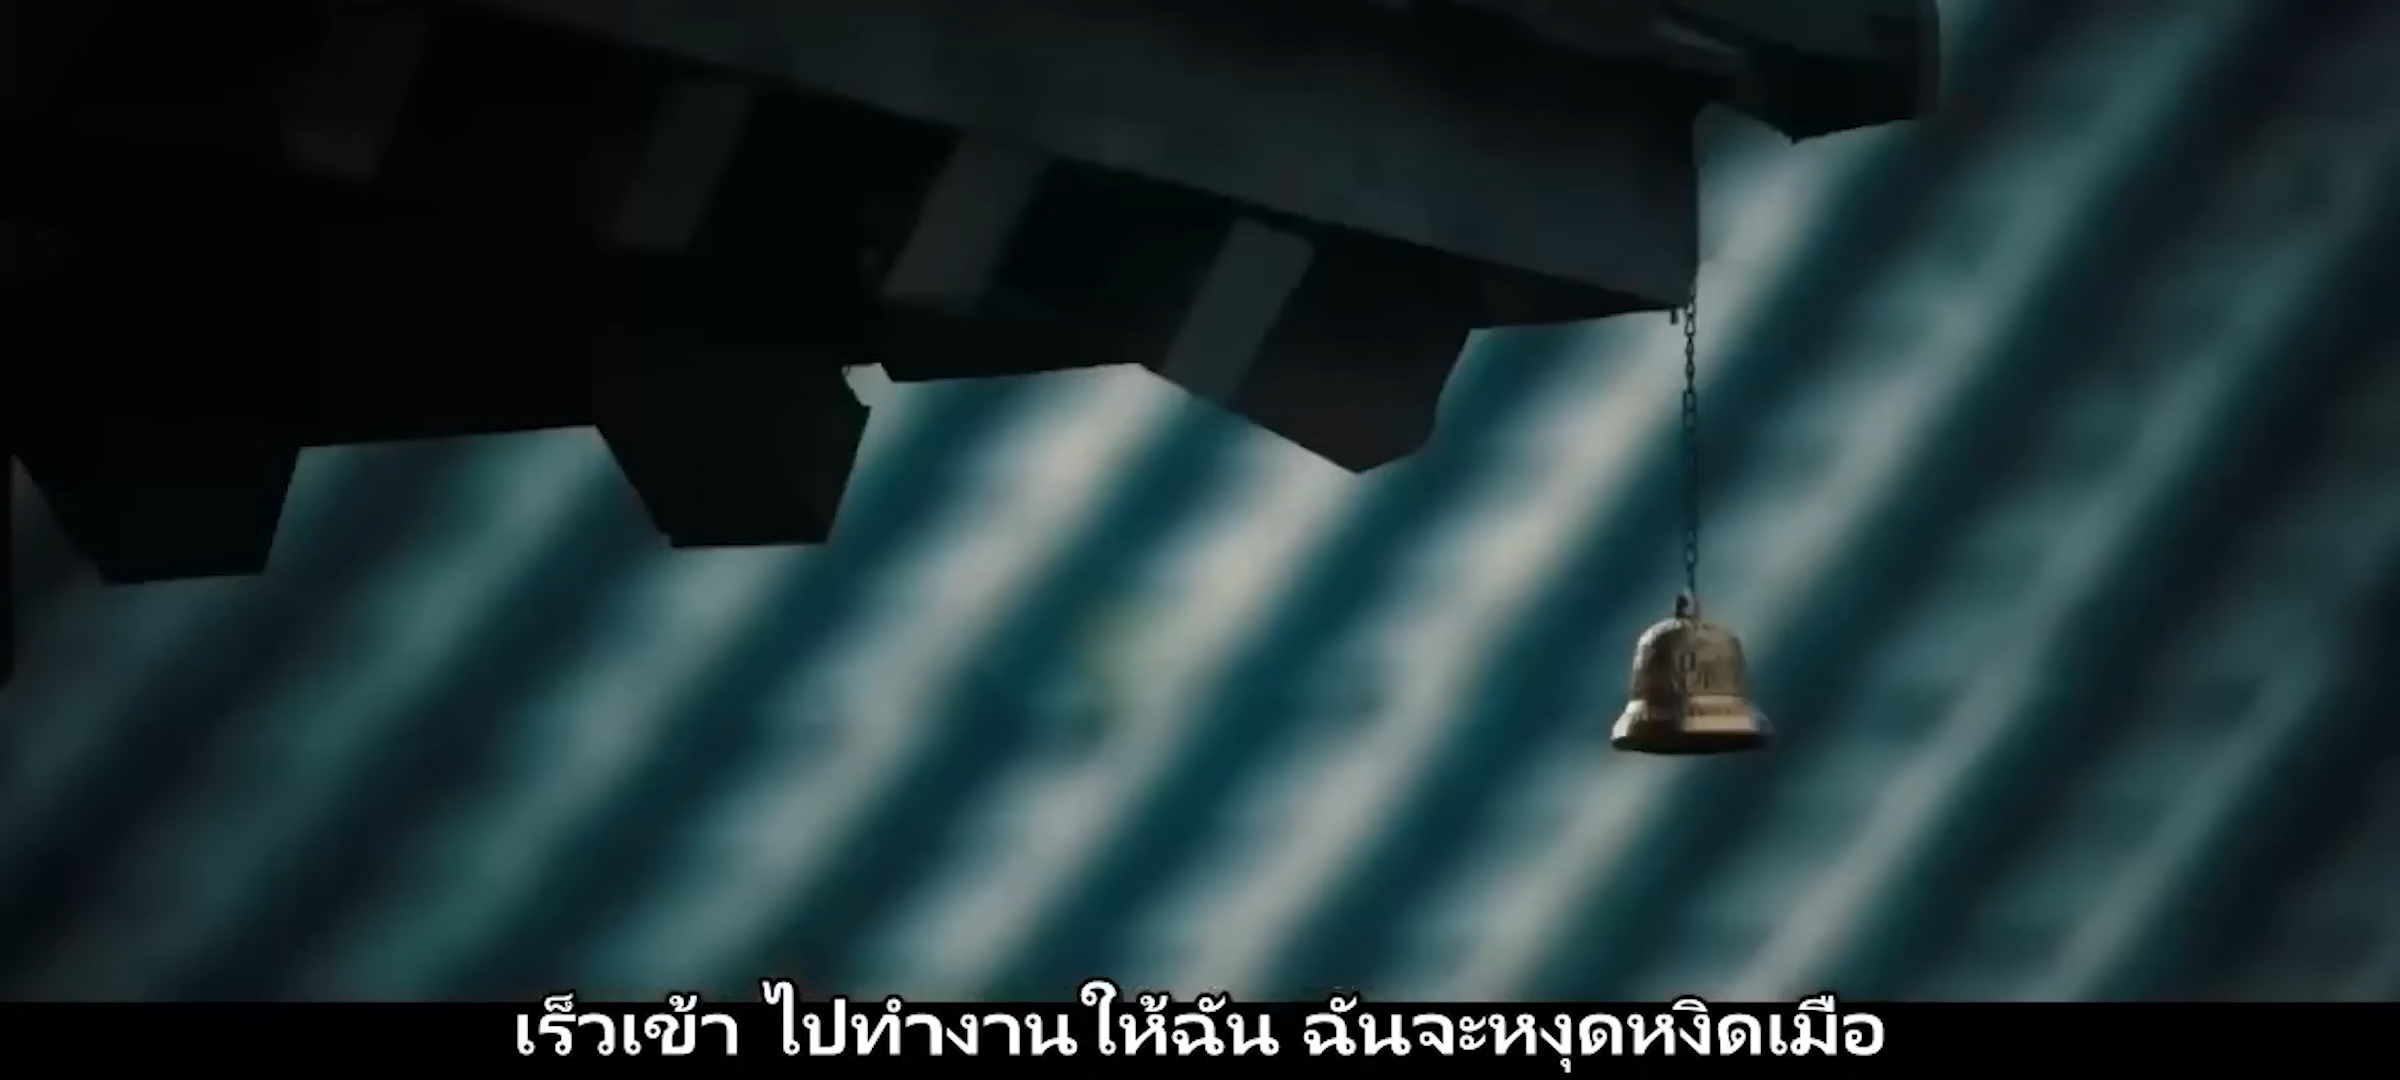 เร็วเข้า ไปทำงานให้ฉัน ฉันจะหงุดหงิดเมื่อ